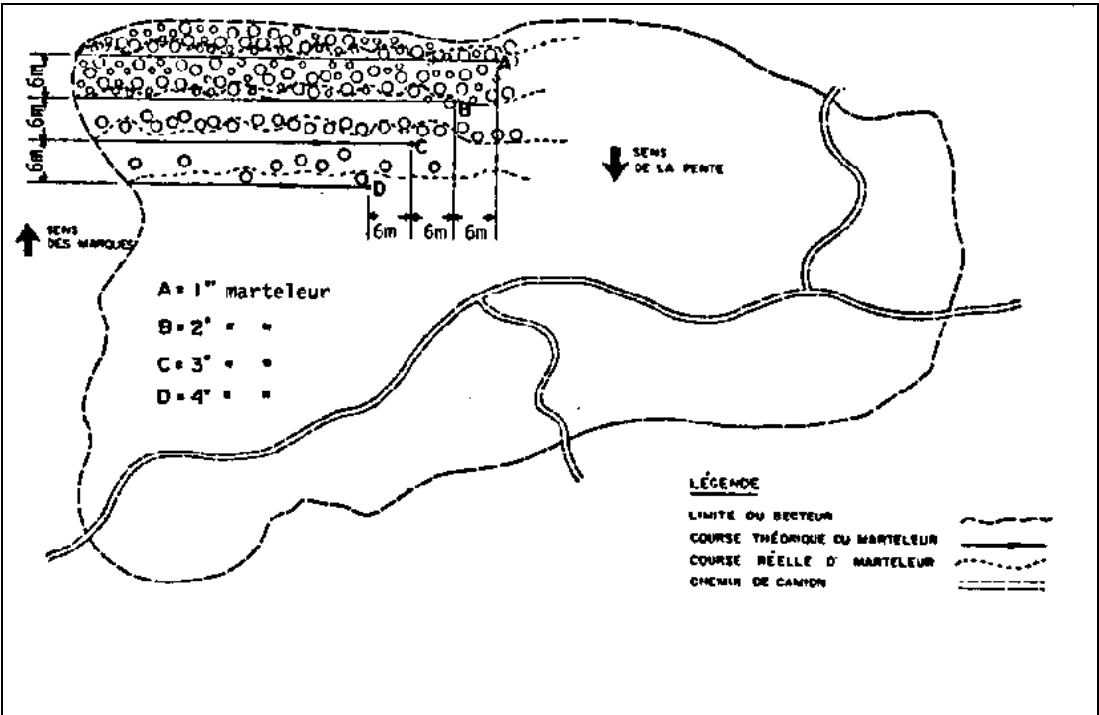 A
6m
B
6m
C
6m
D
6m
6m
6m
SENS
DE LA PENTE
SENS
DES MARQUES
A = 1" marteleur
B = 2" " "
C = 3" " "
D = 4" " "
LÉGENDE
LIMITE DU SECTEUR
COURSE THÉORIQUE DU MARTELEUR
COURSE RÉELLE D' MARTELEUR
CHEMIN DE CAMION